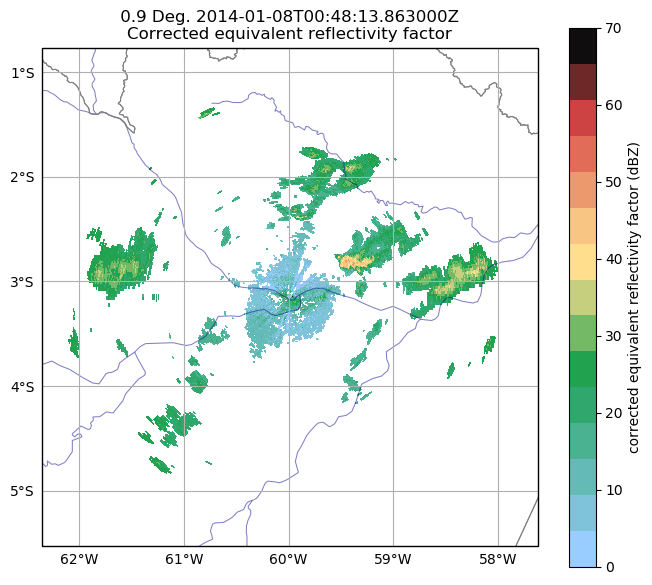 0.9 Deg. 2014-01-08T00:48:13.863000Z
Corrected equivalent reflectivity factor
1°S
2°S
3°S
4°S
5°S
62°W
61°W
60°W
59°W
58°W
70
60
50
40
30
20
10
0
corrected equivalent reflectivity factor (dBZ)